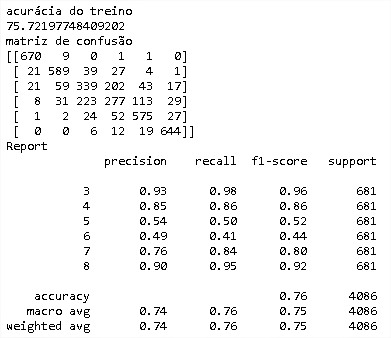 acurácia do treino
75.72197748409202
matriz de confusão
[[670 9 0 1 1 0]
[ 21 589 39 27 4 1]
[ 21 59 339 202 43 17]
[ 8 31 223 277 113 29]
[ 1 2 24 52 575 27]
[ 0 0 6 12 19 644]]
Report
precision recall f1-score support
3 0.93 0.98 0.96 681
4 0.85 0.86 0.86 681
5 0.54 0.50 0.52 681
6 0.49 0.41 0.44 681
7 0.76 0.84 0.80 681
8 0.90 0.95 0.92 681
accuracy 0.76 4086
macro avg 0.74 0.76 0.75 4086
weighted avg 0.74 0.76 0.75 4086